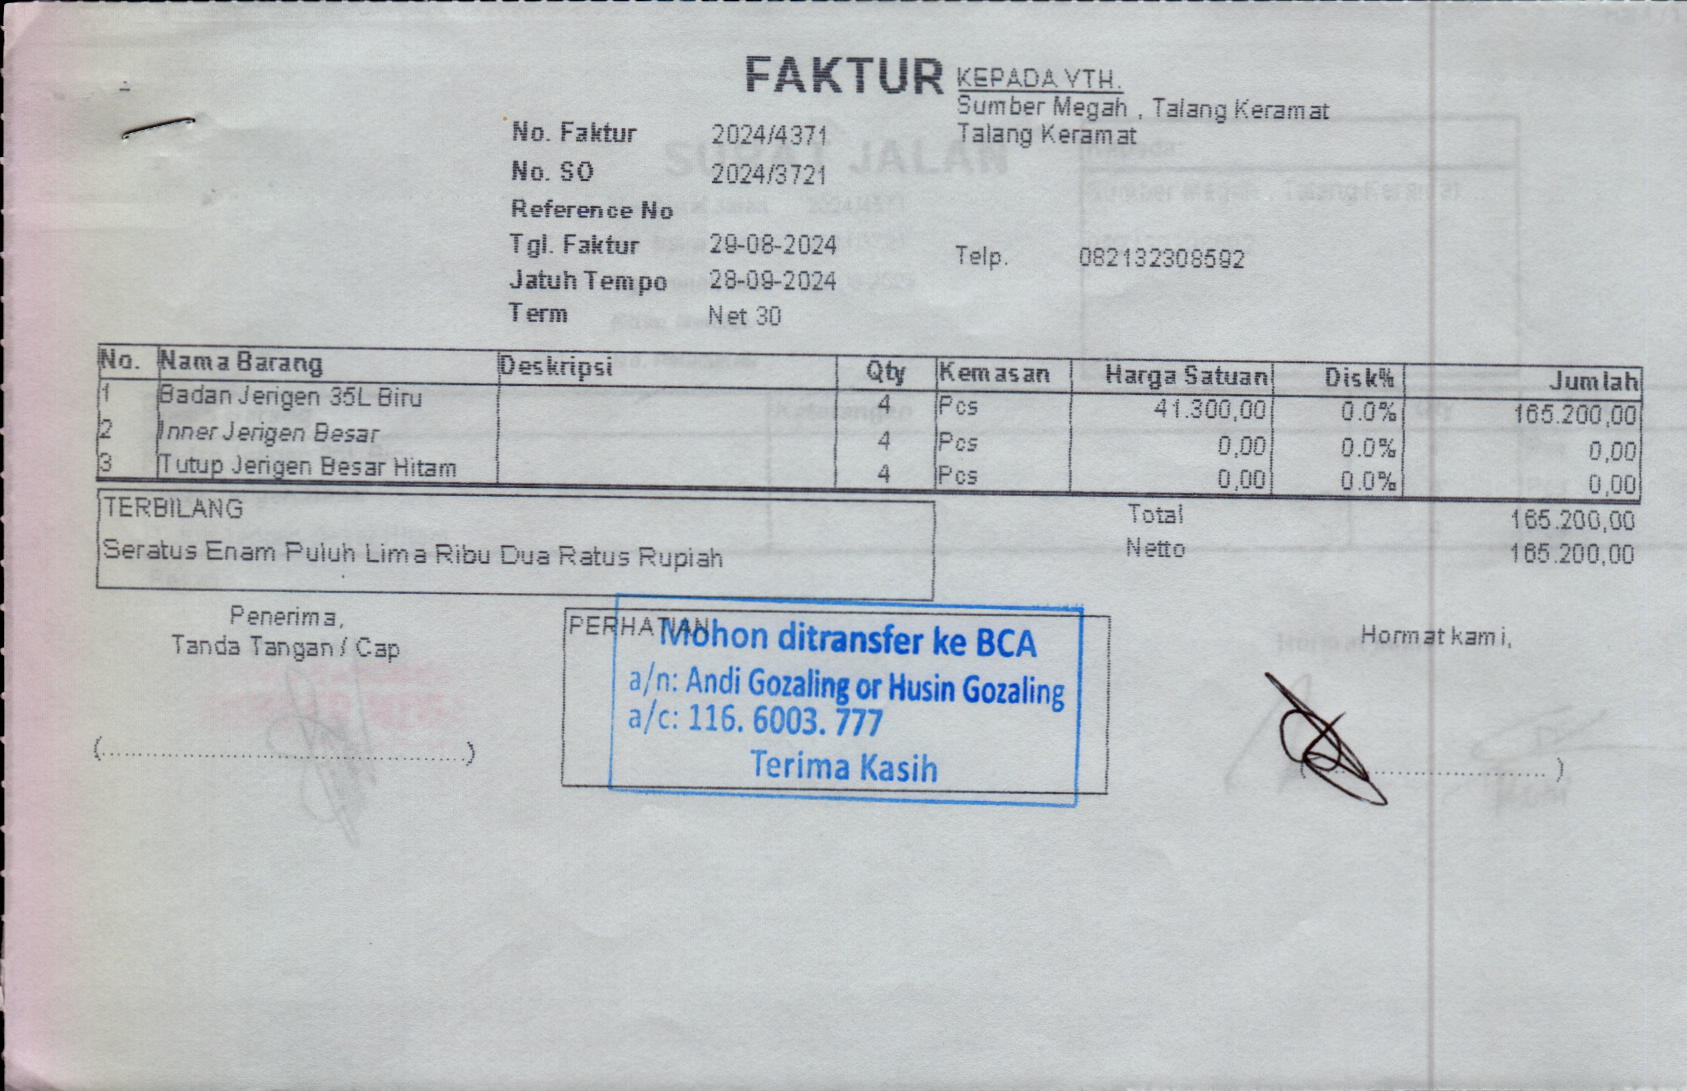 FAKTUR
KEPADA YTH.
Sumber Megah , Talang Keramat
Talang Keramat
No. Faktur 2024/4371
No. SO 2024/3721
Reference No
Tgl. Faktur 29-08-2024
Telp. 082132308592
Jatuh Tempo 28-09-2024
Term Net 30
No. Nama Barang Deskripsi Qty Kemasan Harga Satuan Disk% Jumlah
1 Badan Jerigen 35L Biru 4 Pcs 41.300,00 0.0% 165.200,00
2 Inner Jerigen Besar 4 Pcs 0,00 0.0% 0,00
3 Tutup Jerigen Besar Hitam 4 Pcs 0,00 0.0% 0,00
TERBILANG
Seratus Enam Puluh Lima Ribu Dua Ratus Rupiah
Total 165.200,00
Netto 165.200,00
Penerima,
Tanda Tangan / Cap
(...........................................)
PERHATIAN
Mohon ditransfer ke BCA
a/n: Andi Gozaling or Husin Gozaling
a/c: 116. 6003. 777
Terima Kasih
Hormat kami,
(..............................)
SURAT JALAN